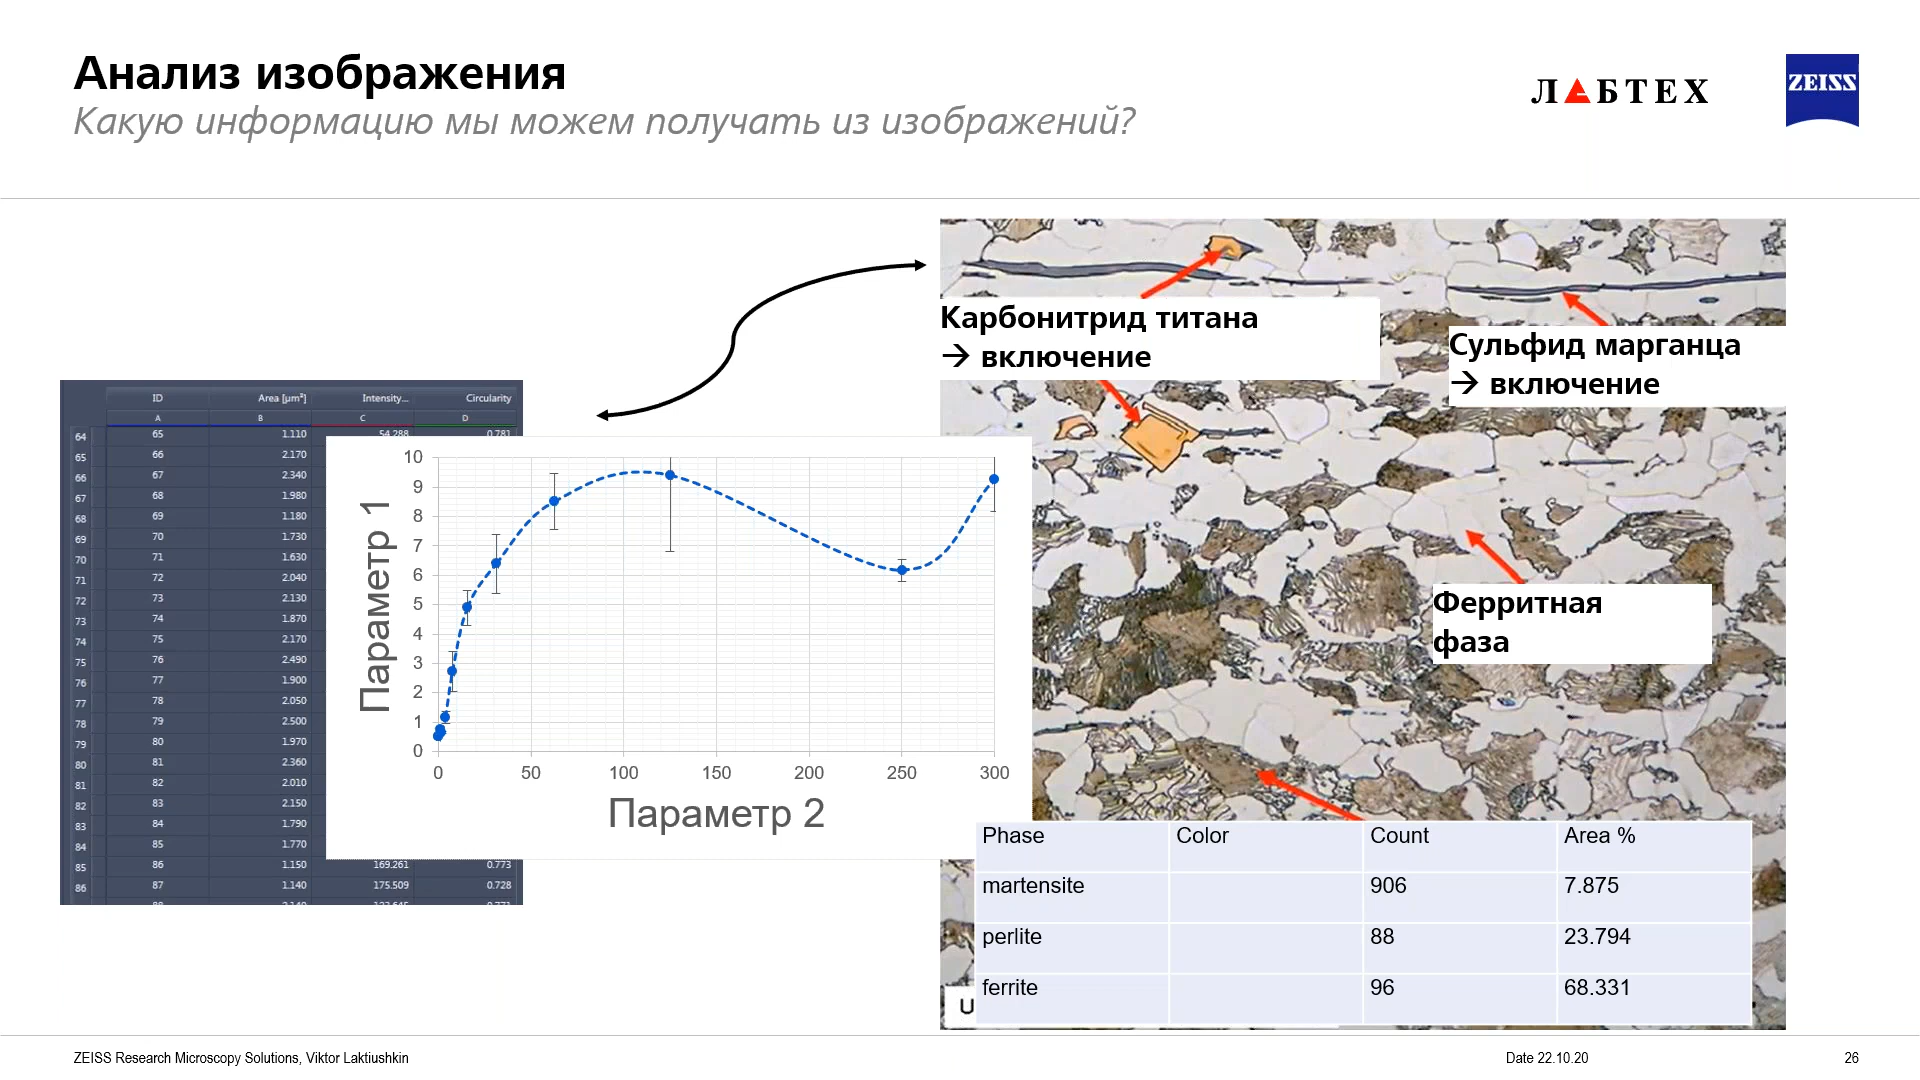 Анализ изображения
Какую информацию мы можем получать из изображений?
ЛАБТЕХ
ZEISS
Карбонитрид титана
→ включение
Сульфид марганца
→ включение
Ферритная
фаза
ID Area [µm²] Intensity... Circularity
A B C D
64 65 1.110 54.288 0.781
65 66 2.170
66 67 2.340
67 68 1.980
68 69 1.180
69 70 1.730
70 71 1.630
71 72 2.040
72 73 2.130
73 74 1.870
74 75 2.170
75 76 2.490
76 77 1.900
77 78 2.050
78 79 2.500
79 80 1.970
80 81 2.360
81 82 2.010
82 83 2.150
83 84 1.790
84 85 1.770
85 86 1.150 169.261 0.773
86 87 1.140 175.509 0.728
Параметр 1
10
9
8
7
6
5
4
3
2
1
0
0 50 100 150 200 250 300
Параметр 2
Phase Color Count Area %
martensite 906 7.875
perlite 88 23.794
ferrite 96 68.331
U
ZEISS Research Microscopy Solutions, Viktor Laktiushkin
Date 22.10.20
26